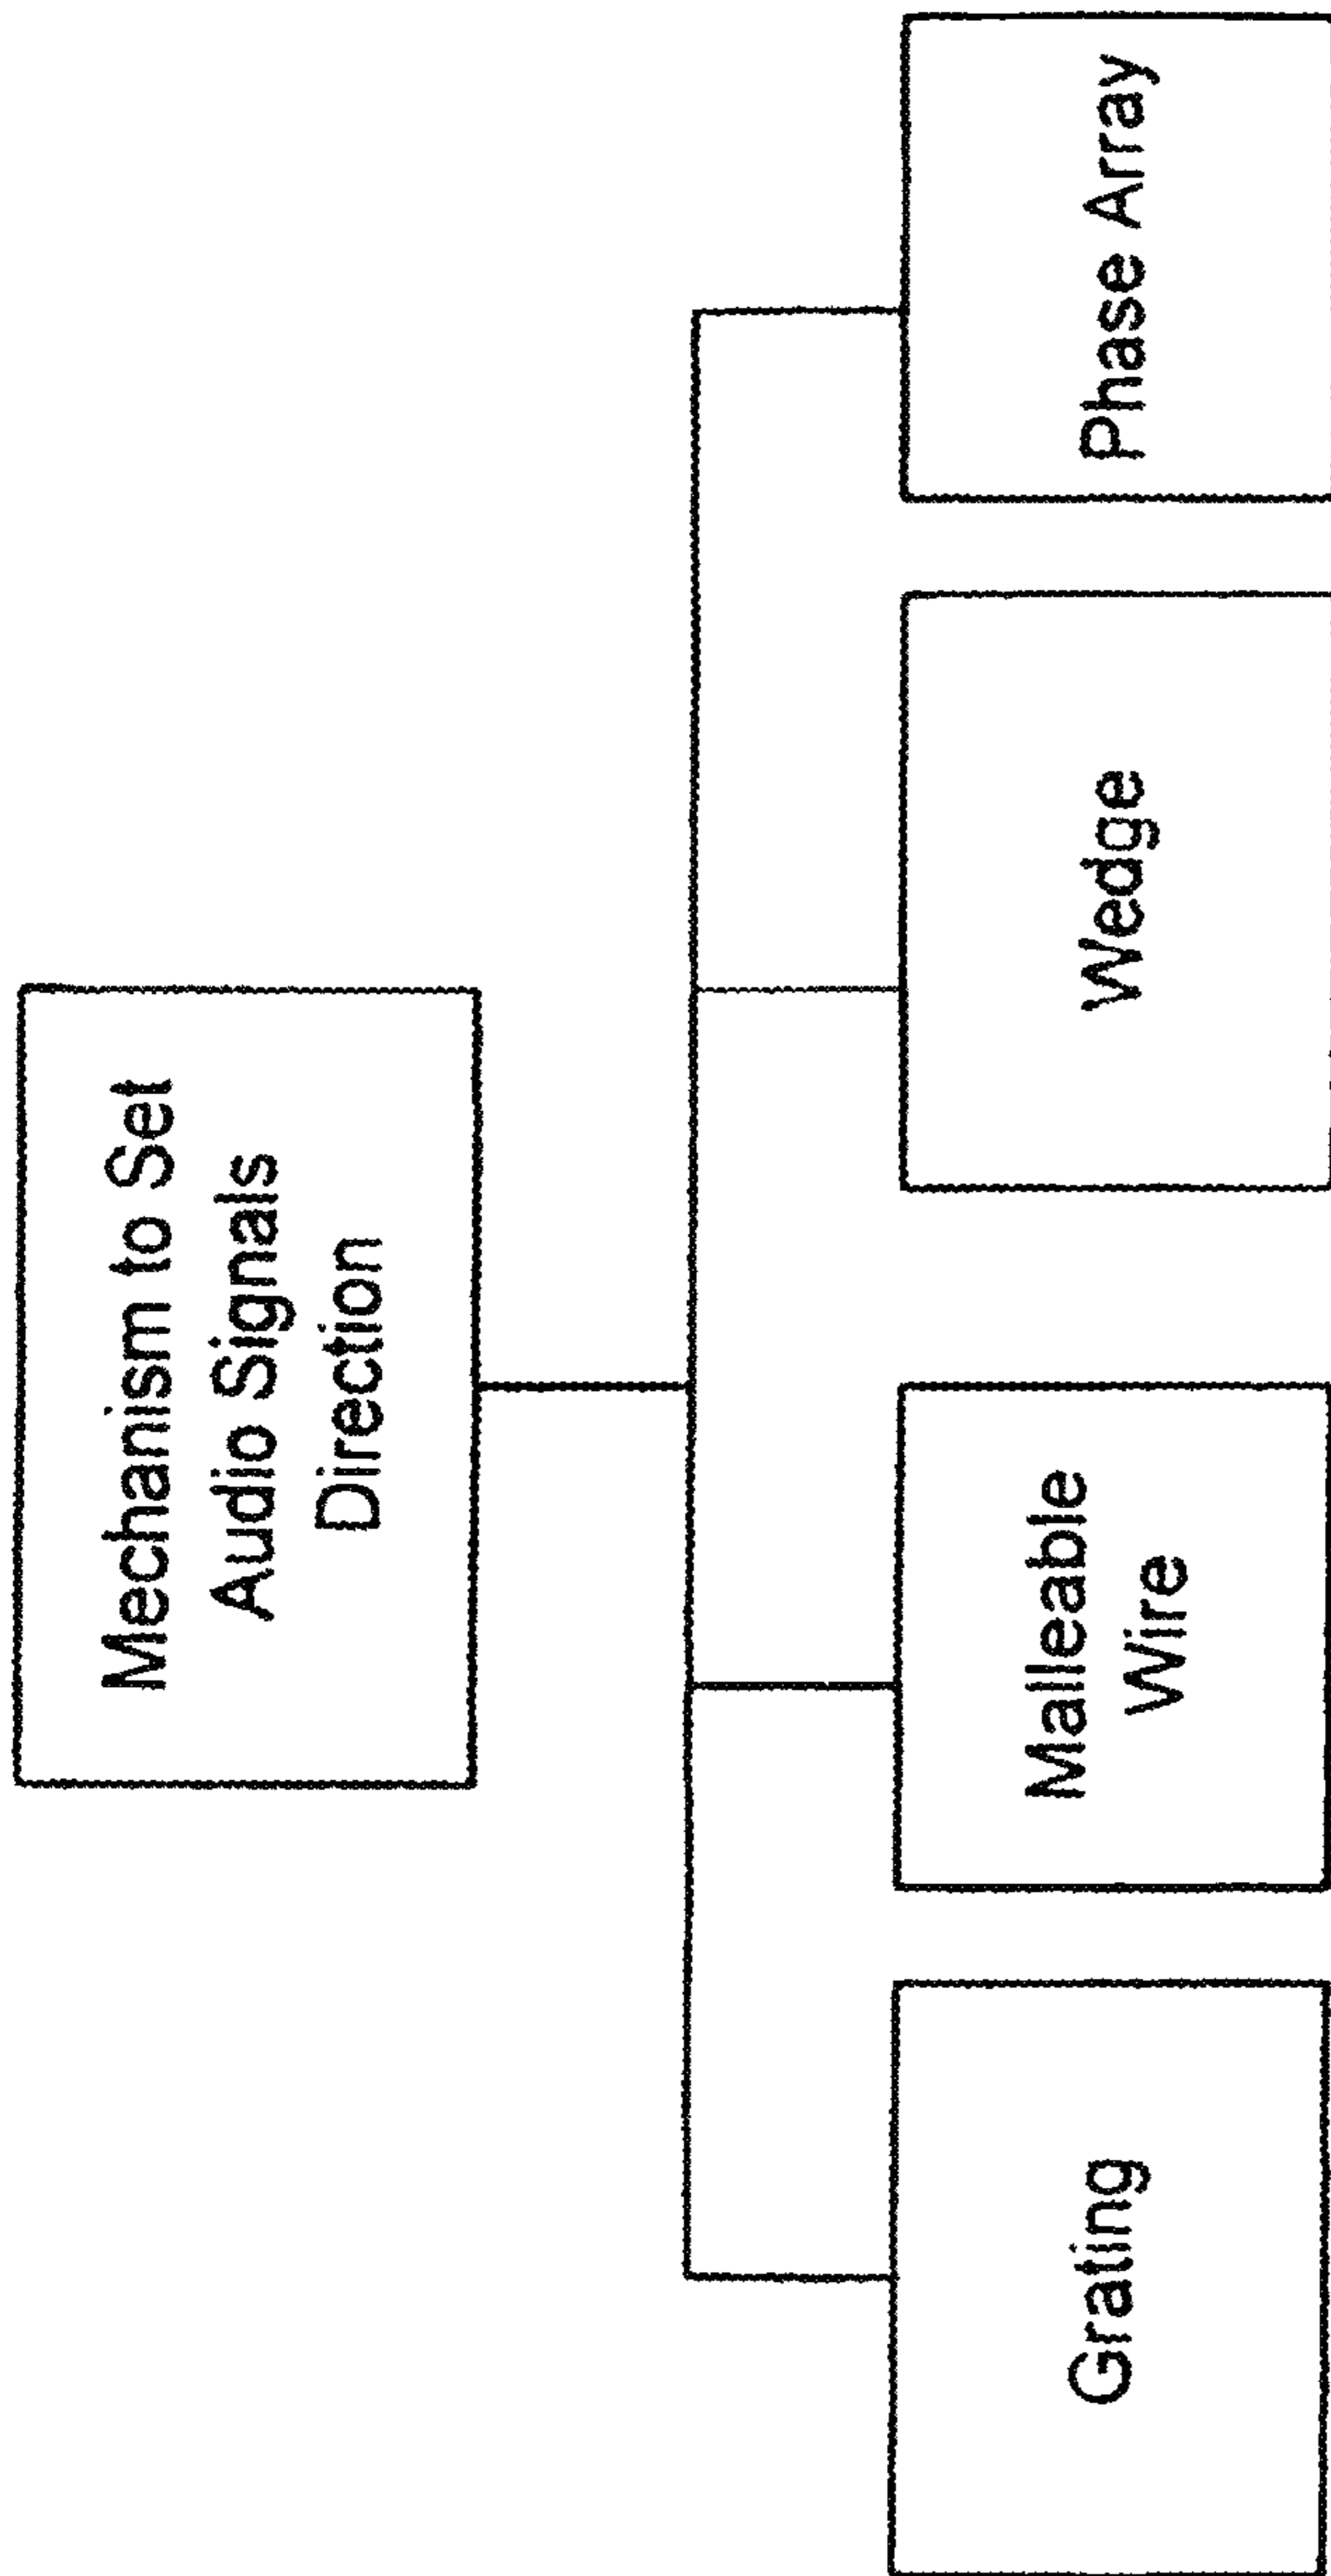 Mechanism to Set
Audio Signals
Direction
Grating
Malleable
Wire
Wedge
Phase Array